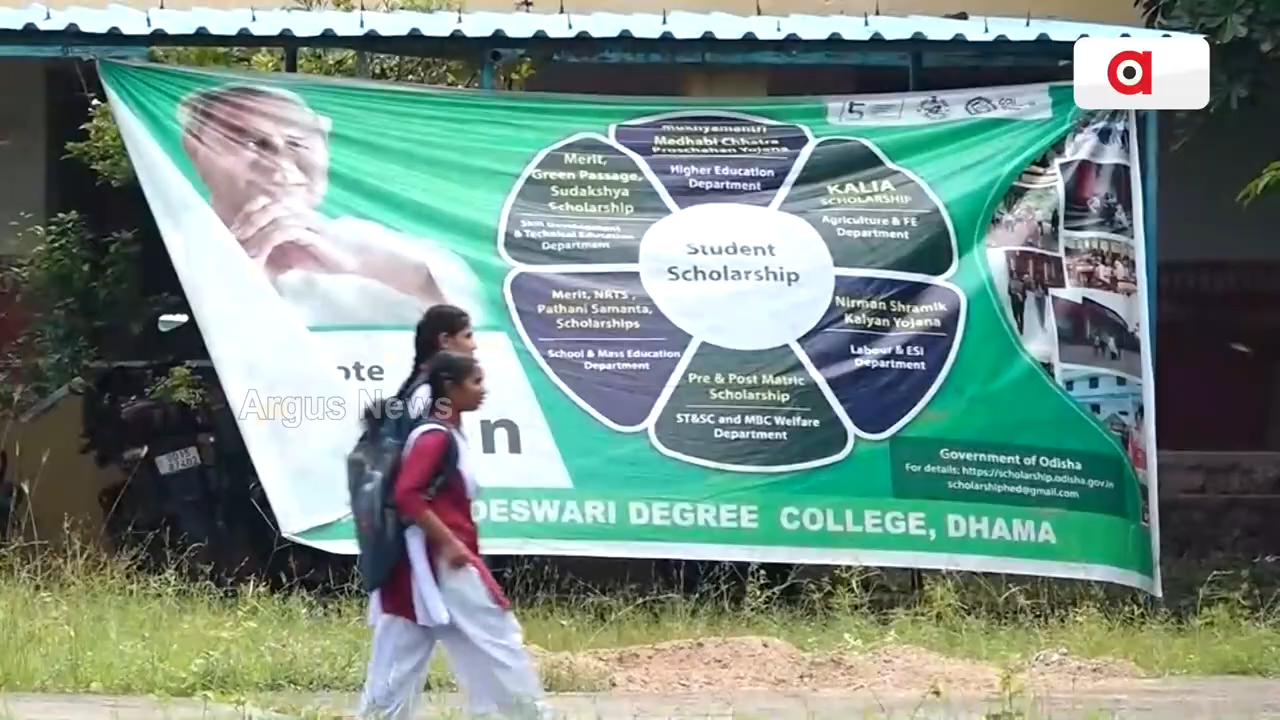 Mukhyamantri
Medhabi Chhatra
Protschahan Yojana
Higher Education
Department
Merit,
Green Passage,
Sudakshya
Scholarship
Skill Development
& Technical Education
Department
KALIA
SCHOLARSHIP
Agriculture & FE
Department
Student
Scholarship
Merit, NRTS,
Pathani Samanta,
Scholarships
School & Mass Education
Department
Nirman Shramik
Kalyan Yojana
Labour & ESI
Department
Pre & Post Matric
Scholarship
ST&SC and MBC Welfare
Department
ote
n
Argus News
Government of Odisha
For details: https://scholarship.odisha.gov.in
scholarshiphed@gmail.com
DESWARI DEGREE COLLEGE, DHAMA
5
a